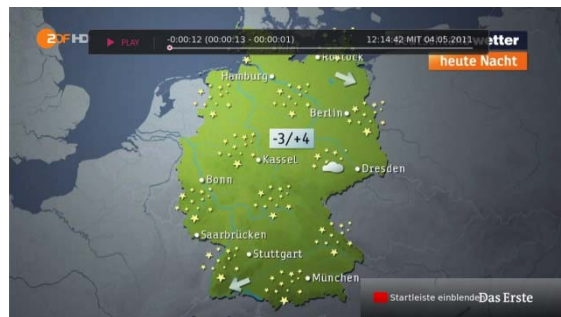 ZDF HD
PLAY
-0:00:12 (00:00:13 - 00:00:01)
12:14:42 MIT 04.05.2011
wetter
heute Nacht
Rostock
Hamburg
Berlin
-3/+4
Kassel
Dresden
Bonn
Saarbrücken
Stuttgart
München
Startleiste einblenden
Das Erste